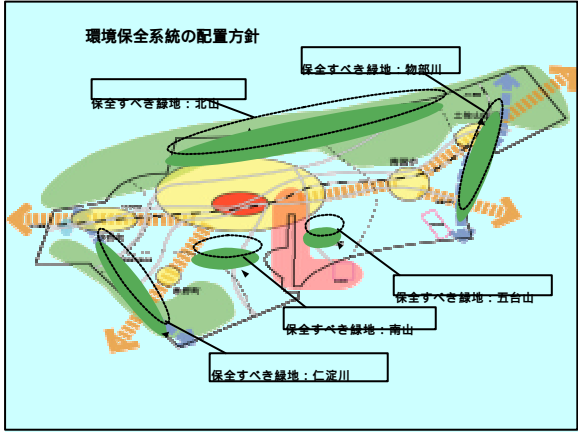 環境保全系統の配置方針
保全すべき緑地：物部川
保全すべき緑地：北山
南国市
保全すべき緑地：五台山
保全すべき緑地：南山
保全すべき緑地：仁淀川